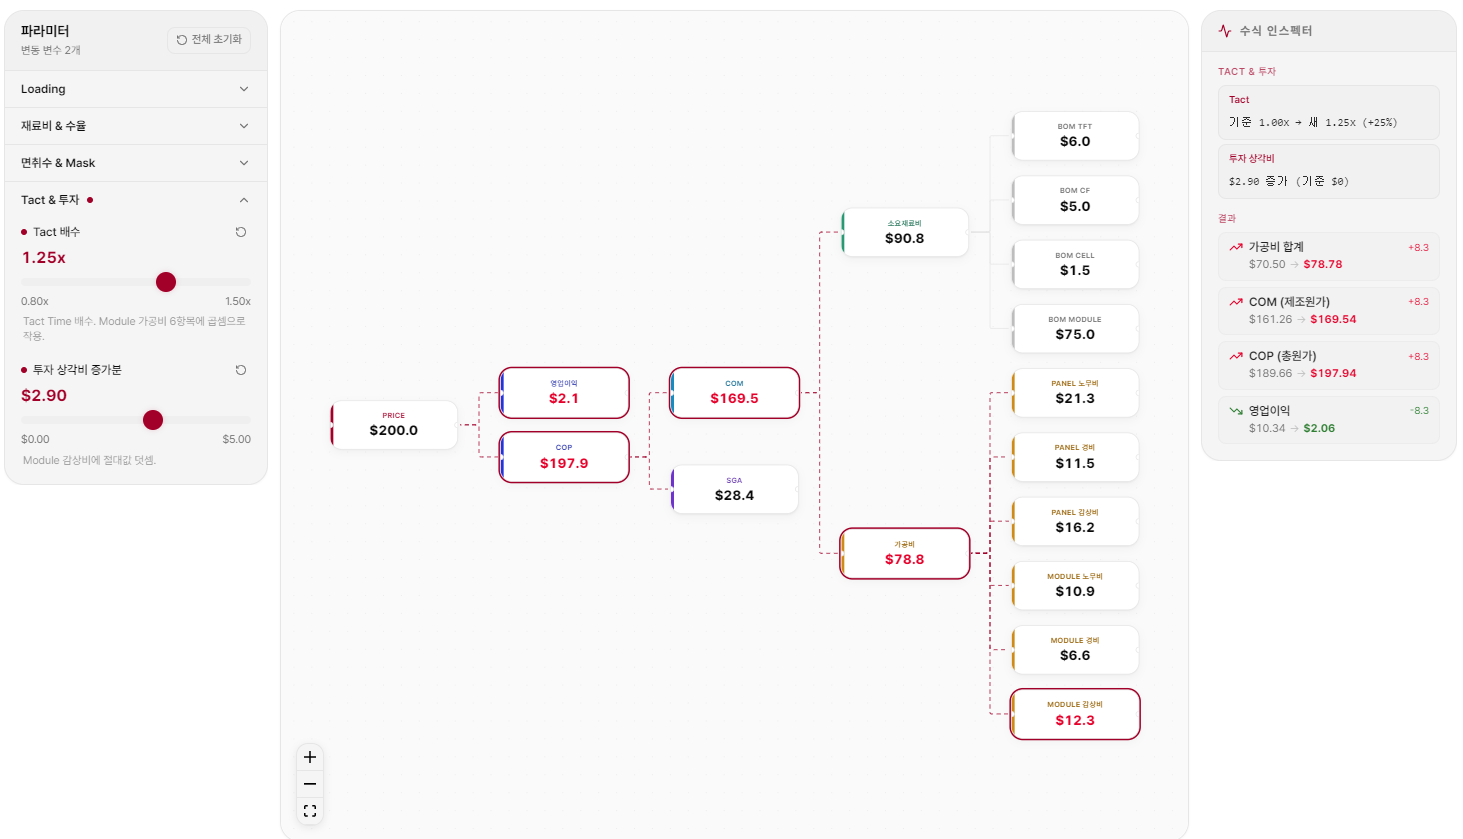 파라미터
변동 변수 2개
전체 초기화
Loading
재료비 & 수율
면취수 & Mask
Tact & 투자
Tact 배수
1.25x
0.80x 1.50x
Tact Time 배수. Module 가공비 6항목에 곱셈으로
작용.
투자 상각비 증가분
$2.90
$0.00 $5.00
Module 감상비에 절대값 덧셈.
PRICE
$200.0
영업이익
$2.1
COP
$197.9
COM
$169.5
SGA
$28.4
소요재료비
$90.8
가공비
$78.8
BOM TFT
$6.0
BOM CF
$5.0
BOM CELL
$1.5
BOM MODULE
$75.0
PANEL 노무비
$21.3
PANEL 경비
$11.5
PANEL 감상비
$16.2
MODULE 노무비
$10.9
MODULE 경비
$6.6
MODULE 감상비
$12.3
수식 인스펙터
TACT & 투자
Tact
기준 1.00x → 새 1.25x (+25%)
투자 상각비
$2.90 증가 (기준 $0)
결과
가공비 합계 +8.3
$70.50 → $78.78
COM (제조원가) +8.3
$161.26 → $169.54
COP (총원가) +8.3
$189.66 → $197.94
영업이익 -8.3
$10.34 → $2.06